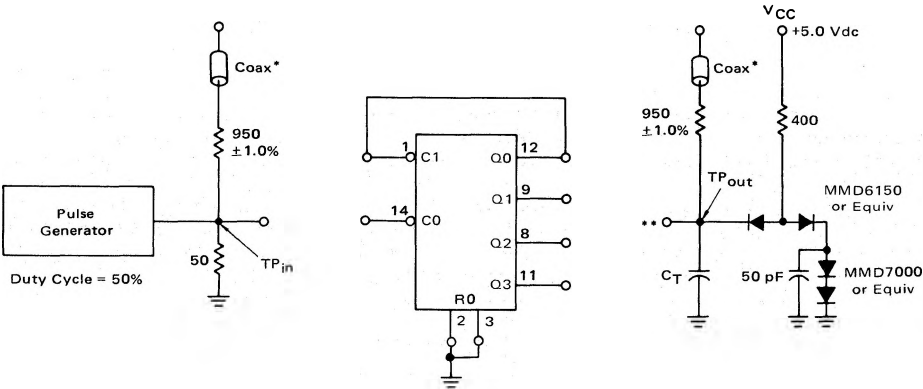 Coax*
950
±1.0%
Pulse
Generator
50
TPin
Duty Cycle = 50%
1
C1
Q0
12
Q1
9
14
C0
Q2
8
Q3
11
R0
2
3
VCC
+5.0 Vdc
Coax*
950
±1.0%
400
TPout
MMD6150
or Equiv
**
CT
50 pF
MMD7000
or Equiv